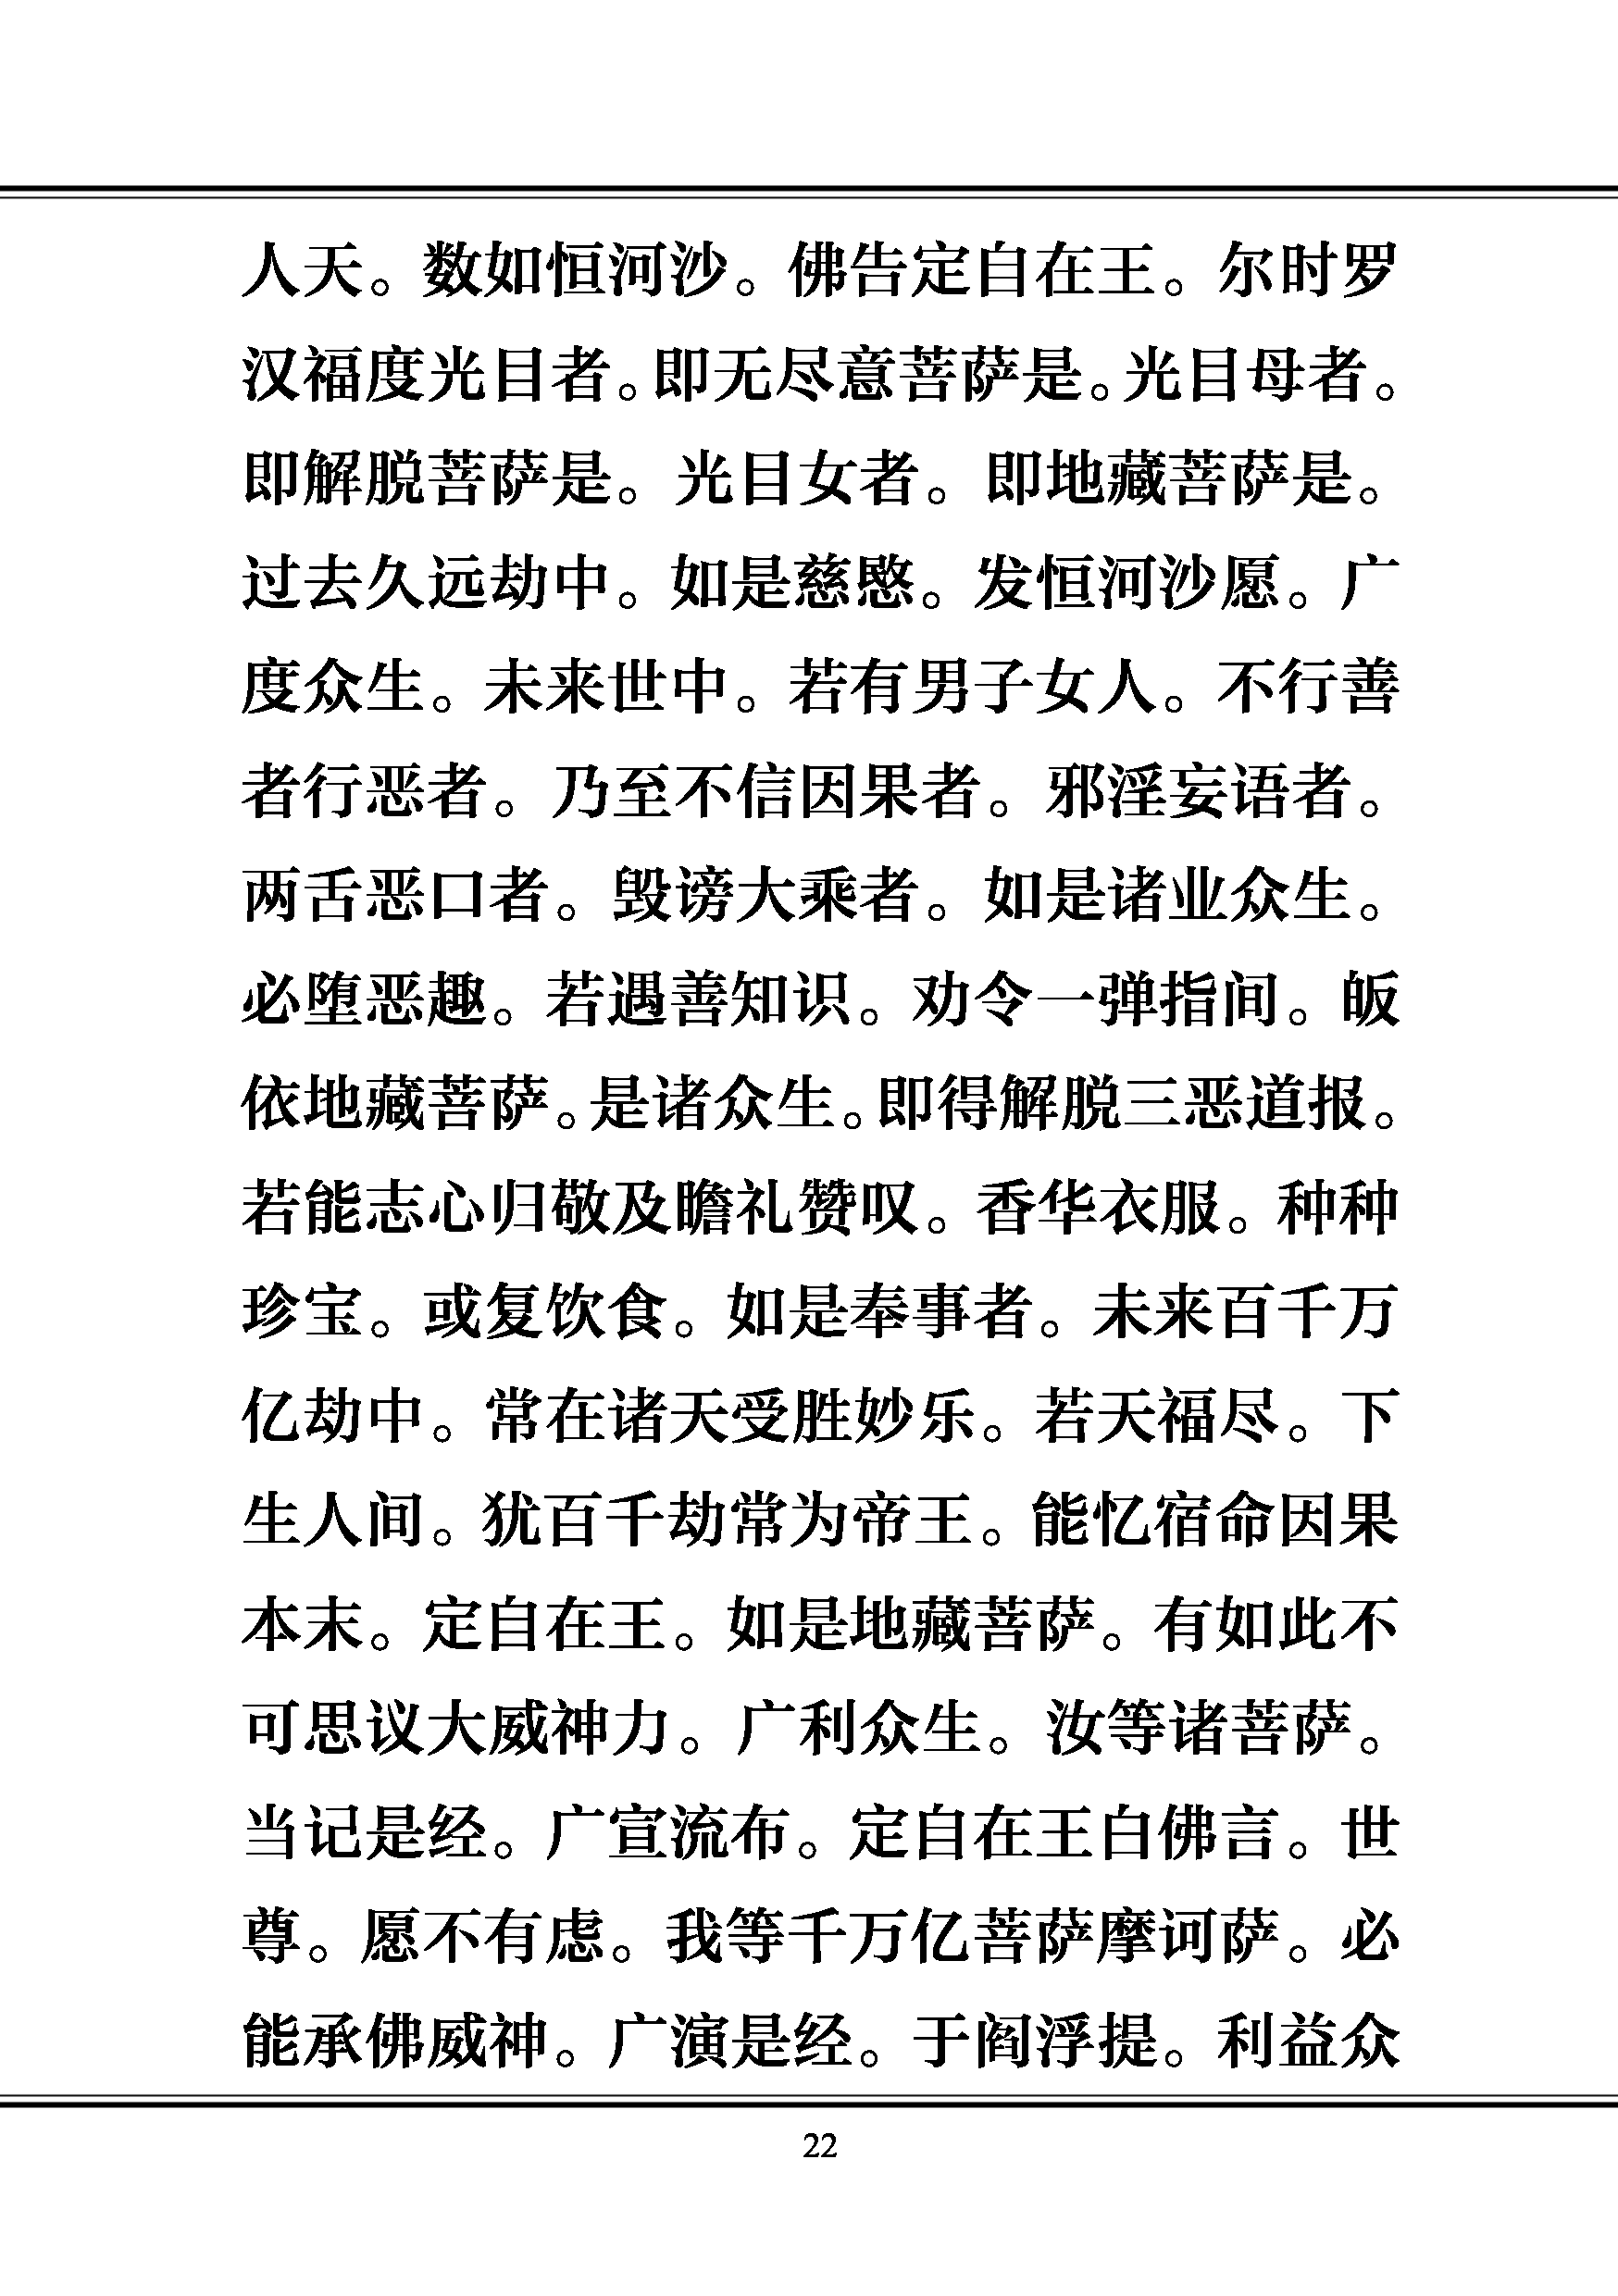 人天。数如恒河沙。佛告定自在王。尔时罗
汉福度光目者。即无尽意菩萨是。光目母者。
即解脱菩萨是。光目女者。即地藏菩萨是。
过去久远劫中。如是慈愍。发恒河沙愿。广
度众生。未来世中。若有男子女人。不行善
者行恶者。乃至不信因果者。邪淫妄语者。
两舌恶口者。毁谤大乘者。如是诸业众生。
必堕恶趣。若遇善知识。劝令一弹指间。皈
依地藏菩萨。是诸众生。即得解脱三恶道报。
若能志心归敬及瞻礼赞叹。香华衣服。种种
珍宝。或复饮食。如是奉事者。未来百千万
亿劫中。常在诸天受胜妙乐。若天福尽。下
生人间。犹百千劫常为帝王。能忆宿命因果
本末。定自在王。如是地藏菩萨。有如此不
可思议大威神力。广利众生。汝等诸菩萨。
当记是经。广宣流布。定自在王白佛言。世
尊。愿不有虑。我等千万亿菩萨摩诃萨。必
能承佛威神。广演是经。于阎浮提。利益众
22